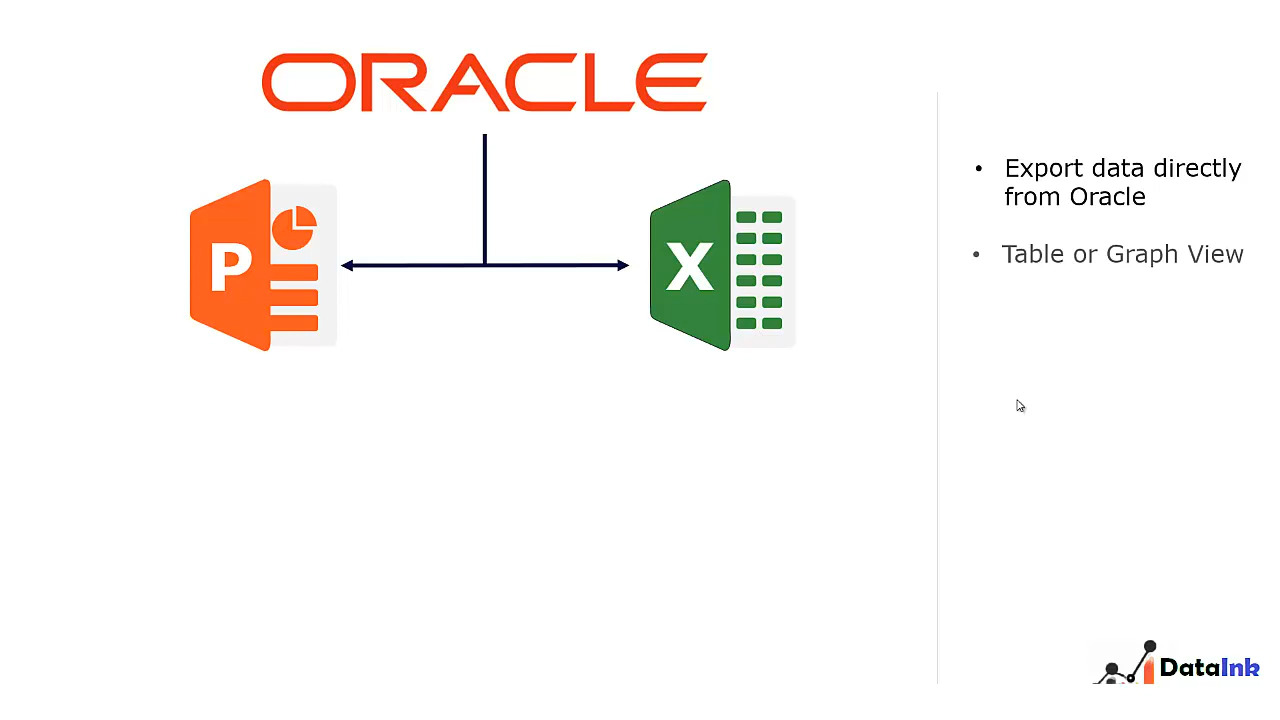 ORACLE
P
X
• Export data directly
from Oracle
• Table or Graph View
DataInk